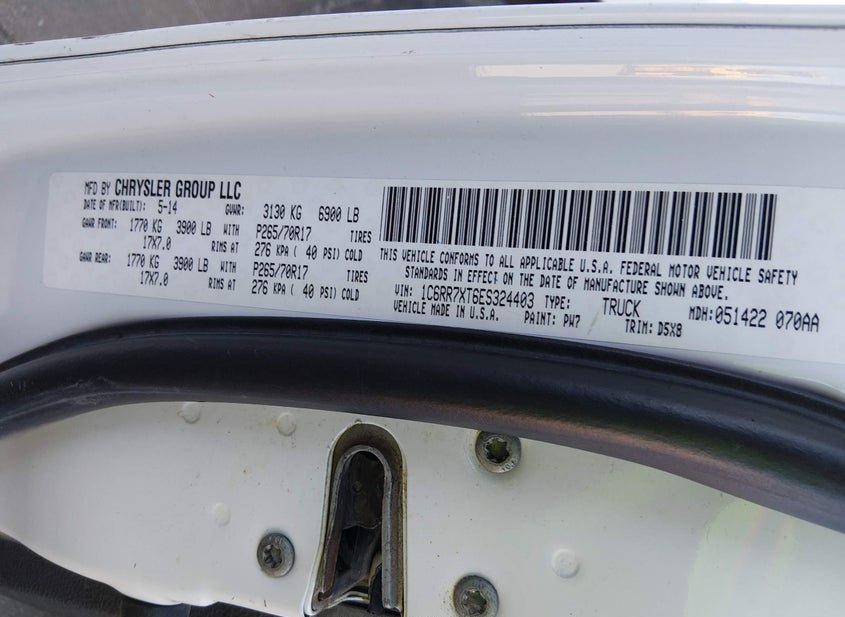 MFD BY CHRYSLER GROUP LLC
DATE OF MFR(BUILT): 5-14 GVWR: 3130 KG 6900 LB
GAWR FRONT: 1770 KG 3900 LB WITH P265/70R17 TIRES
17X7.0 RIMS AT 276 KPA ( 40 PSI) COLD
GAWR REAR: 1770 KG 3900 LB WITH P265/70R17 TIRES
17X7.0 RIMS AT 276 KPA ( 40 PSI) COLD
THIS VEHICLE CONFORMS TO ALL APPLICABLE U.S.A. FEDERAL MOTOR VEHICLE SAFETY
STANDARDS IN EFFECT ON THE DATE OF MANUFACTURE SHOWN ABOVE.
VIN: 1C6RR7XT6ES324403 TYPE: TRUCK MDH:051422 070AA
VEHICLE MADE IN U.S.A. PAINT: PW7 TRIM: D5X8